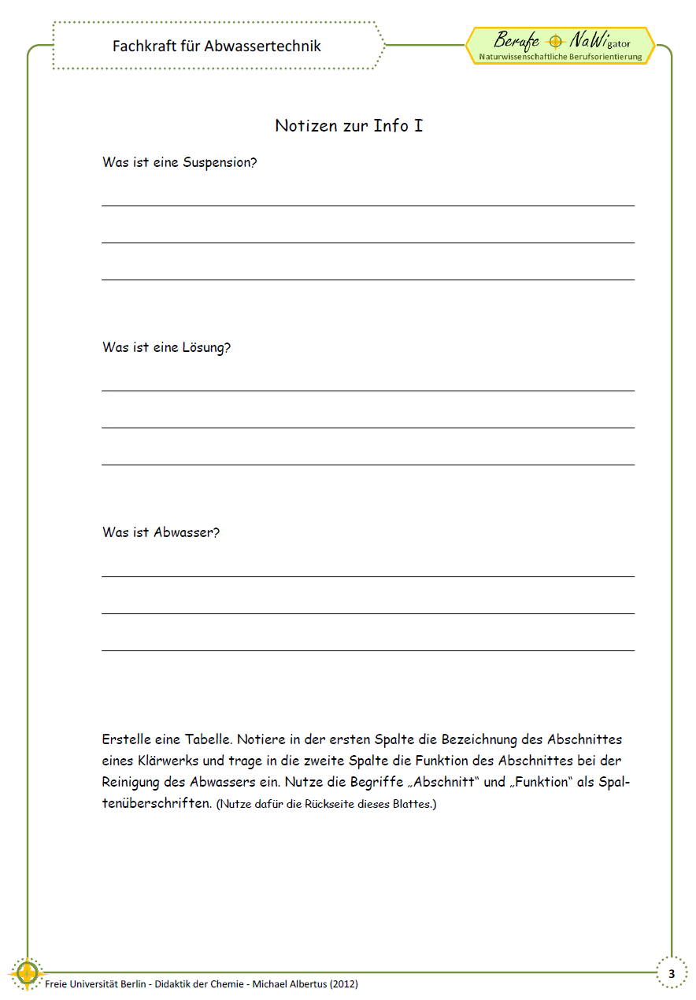 Fachkraft für Abwassertechnik
Berufe NaWigator
Naturwissenschaftliche Berufsorientierung
Notizen zur Info I
Was ist eine Suspension?
Was ist eine Lösung?
Was ist Abwasser?
Erstelle eine Tabelle. Notiere in der ersten Spalte die Bezeichnung des Abschnittes
eines Klärwerks und trage in die zweite Spalte die Funktion des Abschnittes bei der
Reinigung des Abwassers ein. Nutze die Begriffe „Abschnitt“ und „Funktion“ als Spal-
tenüberschriften. (Nutze dafür die Rückseite dieses Blattes.)
Freie Universität Berlin - Didaktik der Chemie - Michael Albertus (2012)
3